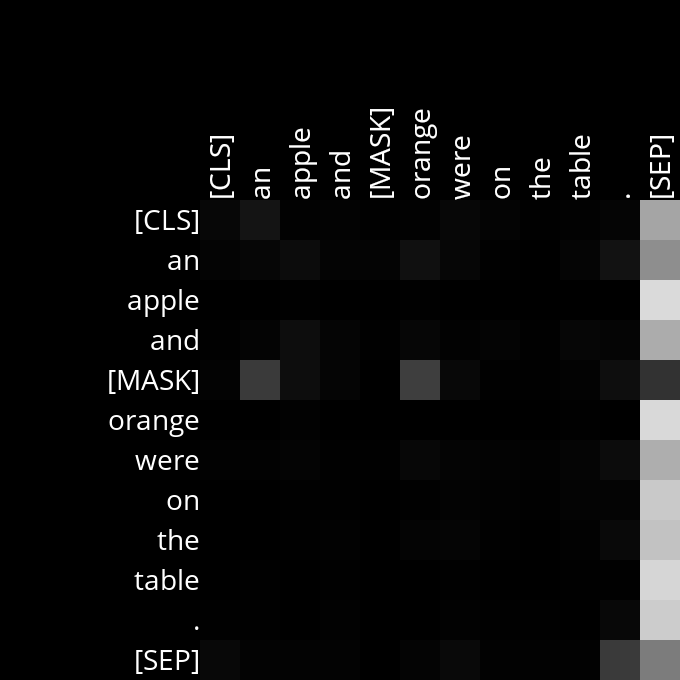 [CLS] an apple and [MASK] orange were on the table . [SEP]
[CLS]
an
apple
and
[MASK]
orange
were
on
the
table
.
[SEP]